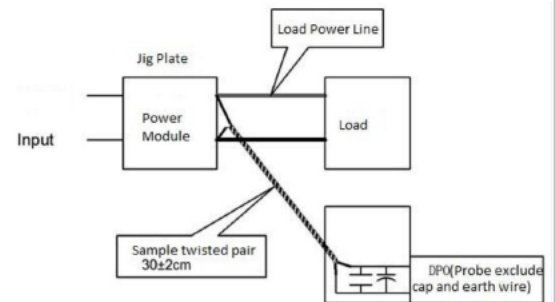 Load Power Line
Jig Plate
Power
Module
Load
Input
Sample twisted pair
30±2cm
DPO(Probe exclude
cap and earth wire)